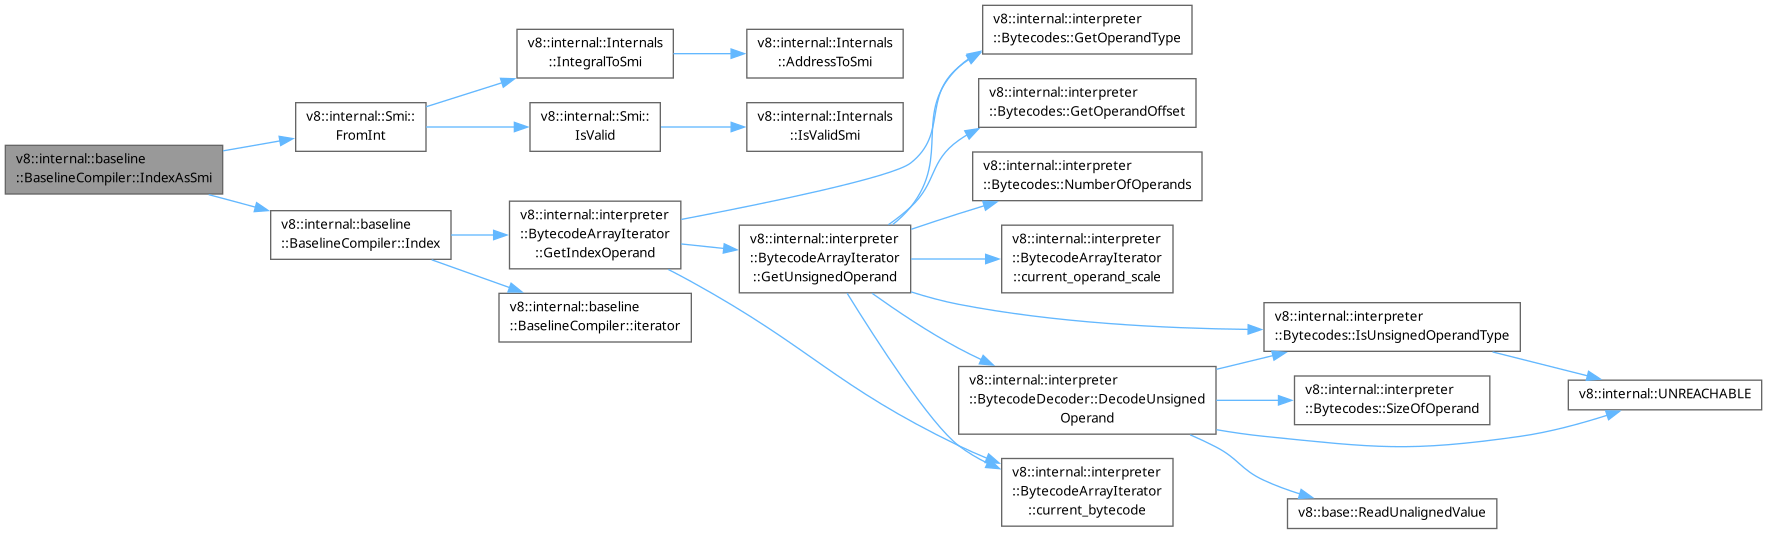 v8::internal::baseline
::BaselineCompiler::IndexAsSmi
v8::internal::Smi::
FromInt
v8::internal::baseline
::BaselineCompiler::Index
v8::internal::Internals
::IntegralToSmi
v8::internal::Smi::
IsValid
v8::internal::interpreter
::BytecodeArrayIterator
::GetIndexOperand
v8::internal::baseline
::BaselineCompiler::iterator
v8::internal::Internals
::AddressToSmi
v8::internal::Internals
::IsValidSmi
v8::internal::interpreter
::BytecodeArrayIterator
::GetUnsignedOperand
v8::internal::interpreter
::Bytecodes::GetOperandType
v8::internal::interpreter
::Bytecodes::GetOperandOffset
v8::internal::interpreter
::Bytecodes::NumberOfOperands
v8::internal::interpreter
::BytecodeArrayIterator
::current_operand_scale
v8::internal::interpreter
::BytecodeDecoder::DecodeUnsigned
Operand
v8::internal::interpreter
::BytecodeArrayIterator
::current_bytecode
v8::internal::interpreter
::Bytecodes::IsUnsignedOperandType
v8::internal::interpreter
::Bytecodes::SizeOfOperand
v8::base::ReadUnalignedValue
v8::internal::UNREACHABLE